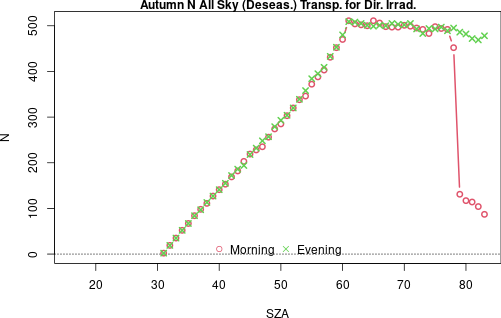 Autumn N All Sky (Deseas.) Transp. for Dir. Irrad.
500
400
300
200
100
0
N
Morning Evening
20 30 40 50 60 70 80
SZA